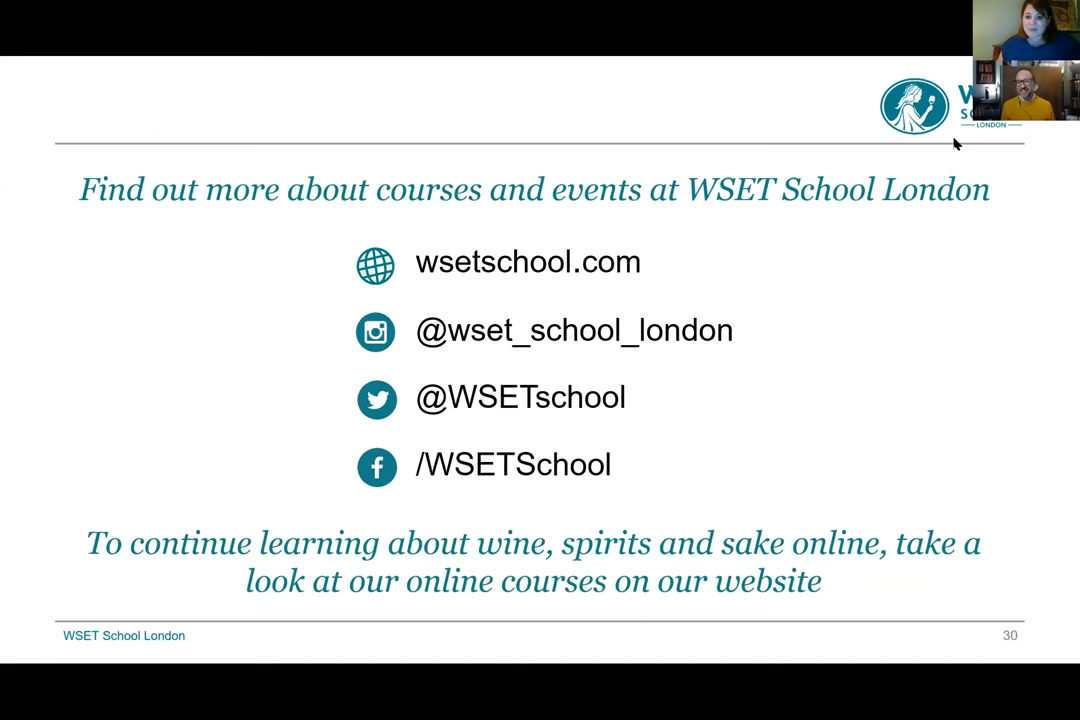 LONDON
Find out more about courses and events at WSET School London
wsetschool.com
@wset_school_london
@WSETschool
/WSETSchool
To continue learning about wine, spirits and sake online, take a
look at our online courses on our website
WSET School London
30